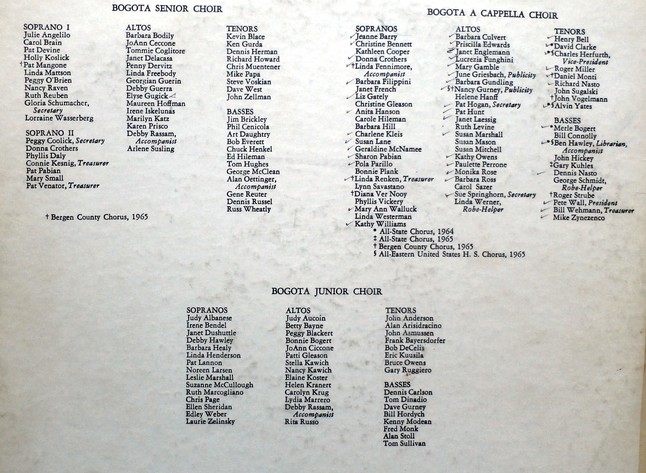 BOGOTA SENIOR CHOIR
SOPRANO I
Julie Angelillo
Carol Brain
Pat Devine
Holly Koslick
†Pat Mangone
Linda Mattson
Peggy O'Brien
Nancy Raven
Ruth Reuben
Gloria Schumacher,
Secretary
Lorraine Wasserberg
SOPRANO II
Peggy Coolick, Secretary
Donna Crothers
Phyllis Daly
Connie Kennig, Treasurer
Pat Pabian
Mary Small
Pat Venator, Treasurer
ALTOS
Barbara Bodily
JoAnn Ceccone
Tommie Coglitore
Janet Delacass
Penny Dervitz
Linda Freebody
Georgian Guerin
Debby Guerra
Elyse Gugick
Maureen Hoffman
Irene Iskelunas
Marilyn Katz
Karen Prisco
Debby Rassam,
Accompanist
Arlene Susling
TENORS
Kevin Blace
Ken Gurda
Dennis Herman
Richard Howard
Chris Muentener
Mike Papa
Steve Voskian
Dave West
John Zellman
BASSES
Jim Brickley
Phil Cenicola
Art Daughtry
Bob Everett
Chuck Henkel
Ed Hileman
Tom Hughes
George McClean
Alan Oettinger,
Accompanist
Gene Reuter
Dennis Russel
Russ Wheatly
† Bergen County Chorus, 1965
BOGOTA A CAPPELLA CHOIR
SOPRANOS
Jeanne Barry
Christine Bennett
Kathleen Cooper
Donna Crothers
†Linda Fennimore,
Accompanist
Barbara Filippini
Janet French
Liz Gately
Christine Gleason
Anita Hanson
Carole Hileman
Barbara Hill
Charlene Kleis
Susan Lane
Geraldine McNamee
Sharon Pabian
Pola Parillo
Bonnie Plank
†Linda Renken, Treasurer
Lynn Savastano
†Diana Ver Nooy
Phyllis Vickery
Mary Ann Walluck
Linda Westerman
Kathy Williams
ALTOS
Barbara Culvert
Priscilla Edwards
Janet Englemann
Lucrezia Funghini
Mary Gamble
June Griesbach, Publicity
Barbara Gundling
§†Nancy Gurney, Publicity
Helene Hanff
Pat Hogan, Secretary
Pat Hunt
Janet Laessig
Ruth Levine
Susan Marshall
Susan Mason
Susan Mitchell
Kathy Owens
Paulette Perrone
Monika Rose
Barbara Ross
Carol Sazer
Sue Springhorn, Secretary
Linda Werner,
Robe-Helper
TENORS
Henry Bell
*David Clarke
*§Charles Herfurth,
Vice-President
Roger Miller
†Daniel Monti
Richard Nasto
John Sugalski
†John Vogelmann
*§Alvin Yates
BASSES
*Merle Bogert
Bill Connolly
*§Ben Hawley, Librarian,
Accompanist
John Hickey
‡Gary Kuhles
Dennis Nasto
George Schmidt,
Robe-Helper
†Roger Strube
Pete Wall, President
Bill Wehmann, Treasurer
Mike Zynezenco
* All-State Chorus, 1964
‡ All-State Chorus, 1965
† Bergen County Chorus, 1965
§ All-Eastern United States H. S. Chorus, 1965
BOGOTA JUNIOR CHOIR
SOPRANOS
Judy Albanese
Irene Bendel
Janet Dushuttle
Debby Hawley
Barbara Healy
Linda Henderson
Pat Lannon
Noreen Larsen
Leslie Marshall
Suzanne McCullough
Ruth Marcogliano
Chris Page
Ellen Sheridan
Edley Weber
Laurie Zelinsky
ALTOS
Judy Aucoin
Betty Bayne
Peggy Blackert
Bonnie Bogert
JoAnn Ciccone
Patti Gleason
Stella Kawich
Nancy Kawich
Elaine Koster
Helen Kranert
Carolyn Krug
Lydia Marrero
Debby Rassam,
Accompanist
Rita Russo
TENORS
Jolin Anderson
Alan Arisidracino
John Asmussen
Frank Bayersdorfer
Bob DeCelis
Eric Kuusila
Bruce Owens
Gary Ruggiero
BASSES
Dennis Carlson
Tom Dinadio
Dave Gurney
Bill Hordych
Kenny Modean
Fred Monk
Alan Stoll
Tom Sullivan